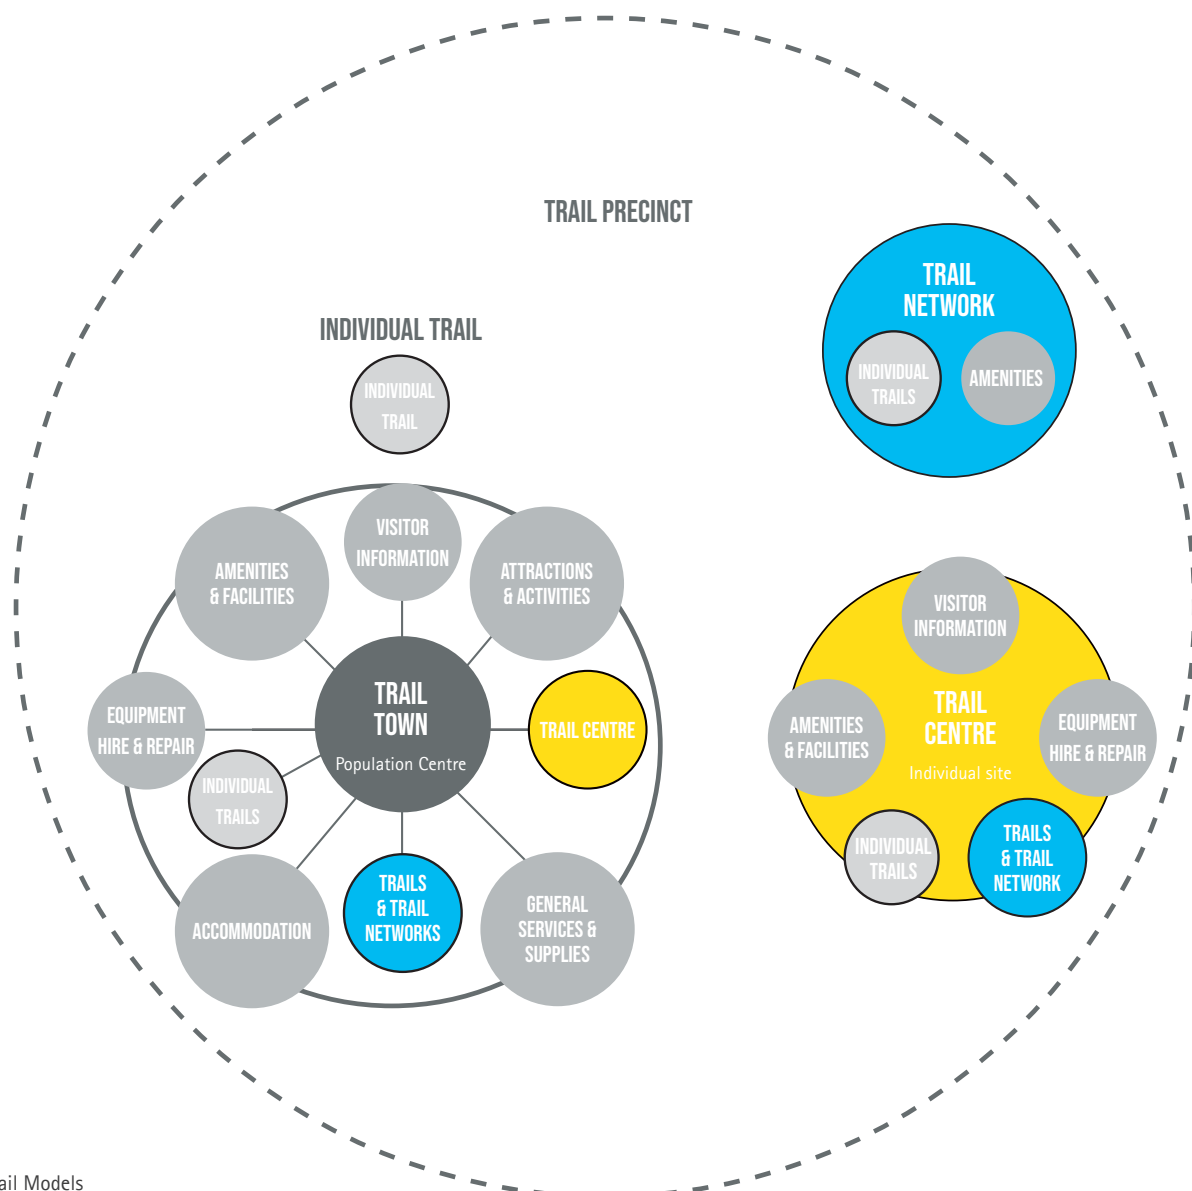 TRAIL PRECINCT
INDIVIDUAL TRAIL
INDIVIDUAL
TRAIL
TRAIL
NETWORK
INDIVIDUAL
TRAILS
AMENITIES
VISITOR
INFORMATION
AMENITIES
& FACILITIES
ATTRACTIONS
& ACTIVITIES
TRAIL
TOWN
Population Centre
TRAIL CENTRE
EQUIPMENT
HIRE & REPAIR
INDIVIDUAL
TRAILS
ACCOMMODATION
TRAILS
& TRAIL
NETWORKS
GENERAL
SERVICES &
SUPPLIES
VISITOR
INFORMATION
TRAIL
CENTRE
Individual site
AMENITIES
& FACILITIES
EQUIPMENT
HIRE & REPAIR
INDIVIDUAL
TRAILS
TRAILS
& TRAIL
NETWORK
Models